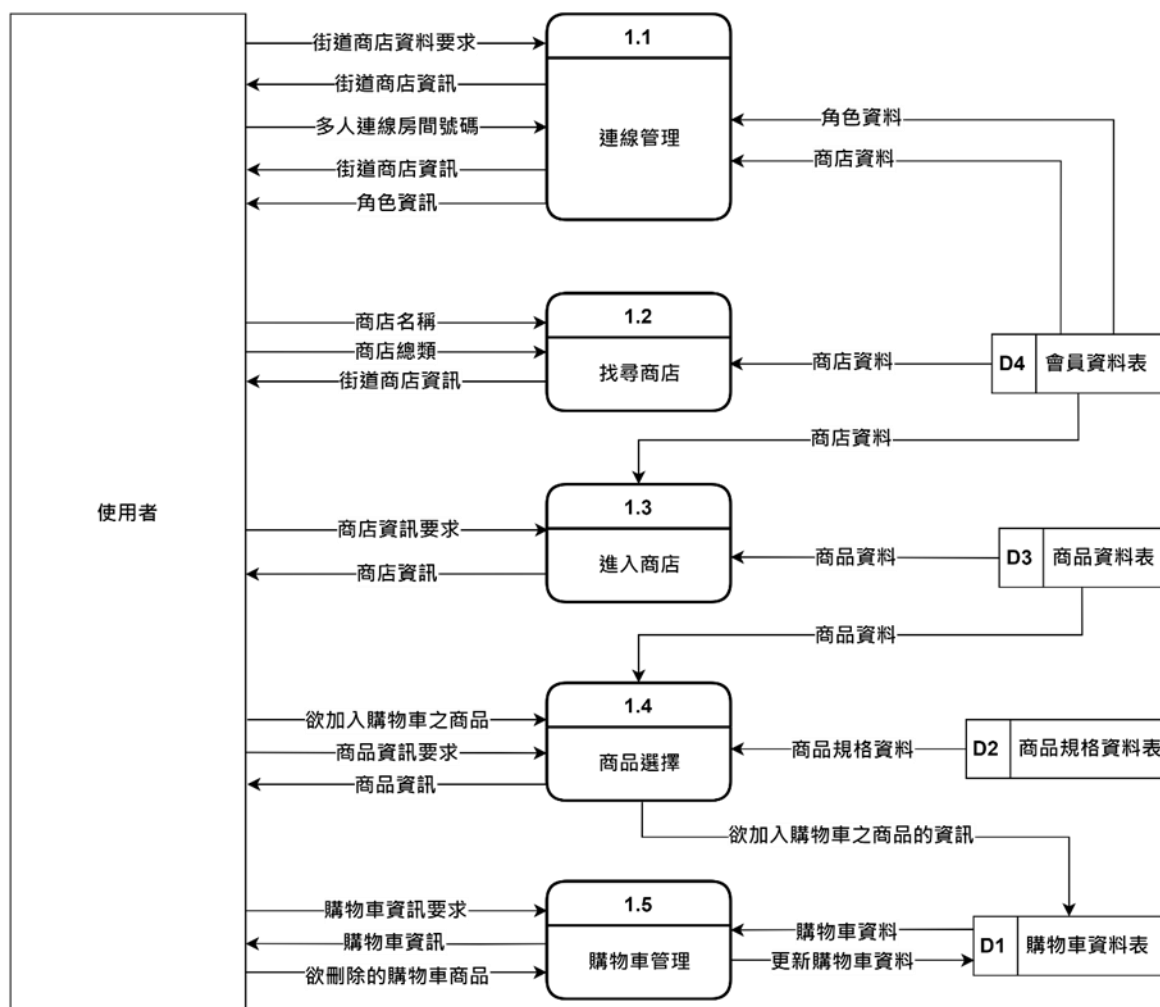 街道商店資料要求
街道商店資訊
多人連線房間號碼
街道商店資訊
角色資訊
1.1
連線管理
角色資料
商店資料
商店名稱
商店總類
街道商店資訊
1.2
找尋商店
商店資料
D4
會員資料表
商店資料
使用者
商店資訊要求
商店資訊
1.3
進入商店
商品資料
D3
商品資料表
商品資料
欲加入購物車之商品
商品資訊要求
商品資訊
1.4
商品選擇
商品規格資料
D2
商品規格資料表
欲加入購物車之商品的資訊
購物車資訊要求
購物車資訊
欲刪除的購物車商品
1.5
購物車管理
購物車資料
更新購物車資料
D1
購物車資料表